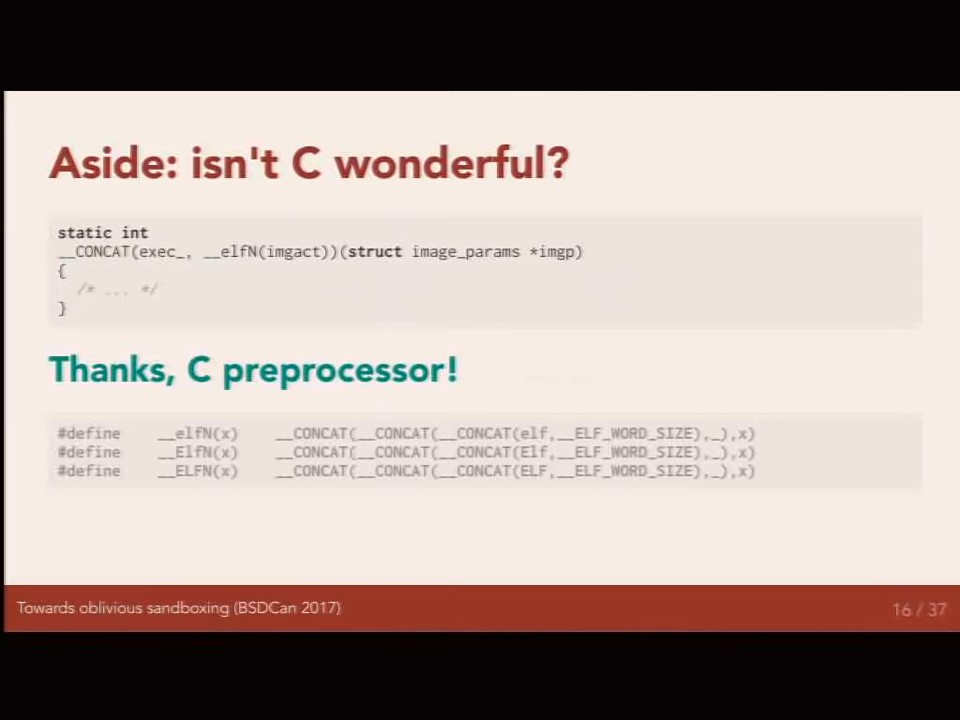 Aside: isn't C wonderful?
static int
__CONCAT(exec_, __elfN(imgact))(struct image_params *imgp)
{
/* ... */
}
Thanks, C preprocessor!
#define __elfN(x) __CONCAT(__CONCAT(__CONCAT(elf,__ELF_WORD_SIZE),_),x)
#define __ElfN(x) __CONCAT(__CONCAT(__CONCAT(Elf,__ELF_WORD_SIZE),_),x)
#define __ELFN(x) __CONCAT(__CONCAT(__CONCAT(ELF,__ELF_WORD_SIZE),_),x)
Towards oblivious sandboxing (BSDCan 2017)
16 / 37